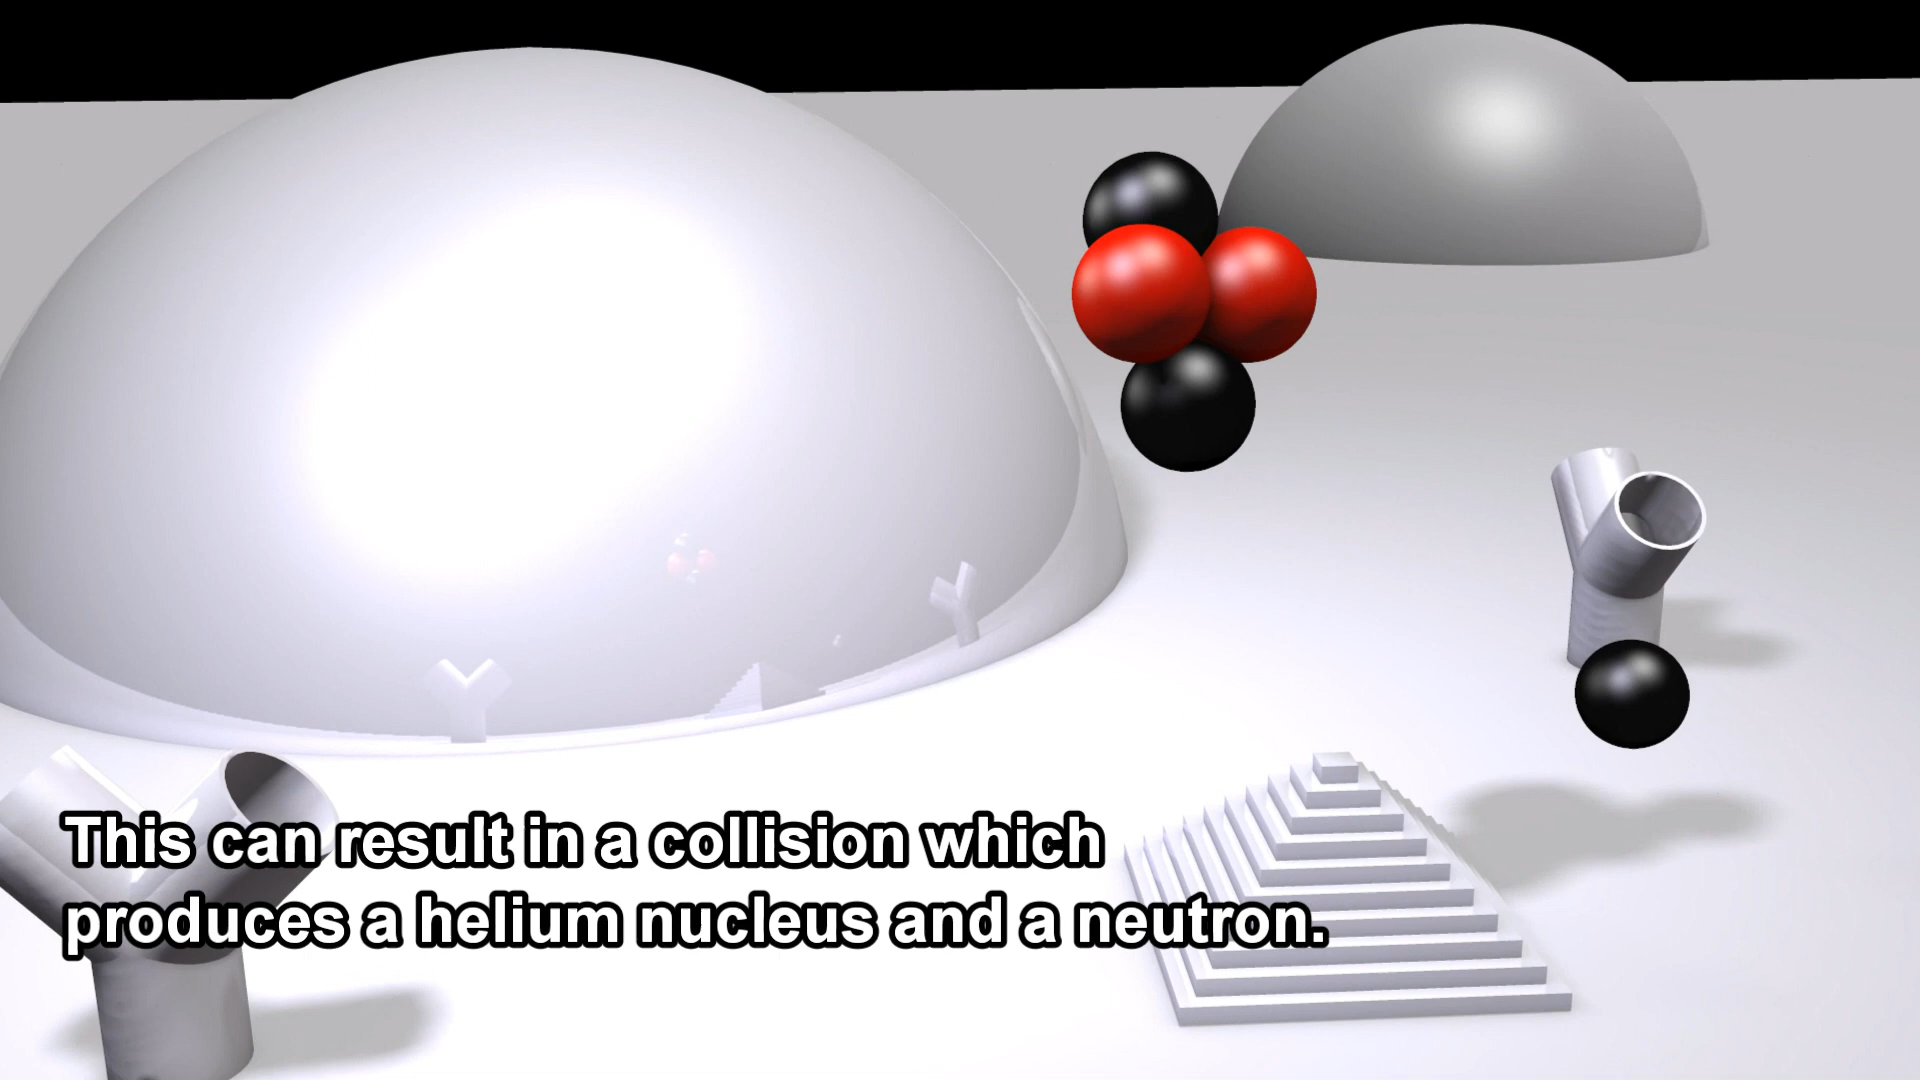 This can result in a collision which
produces a helium nucleus and a neutron.